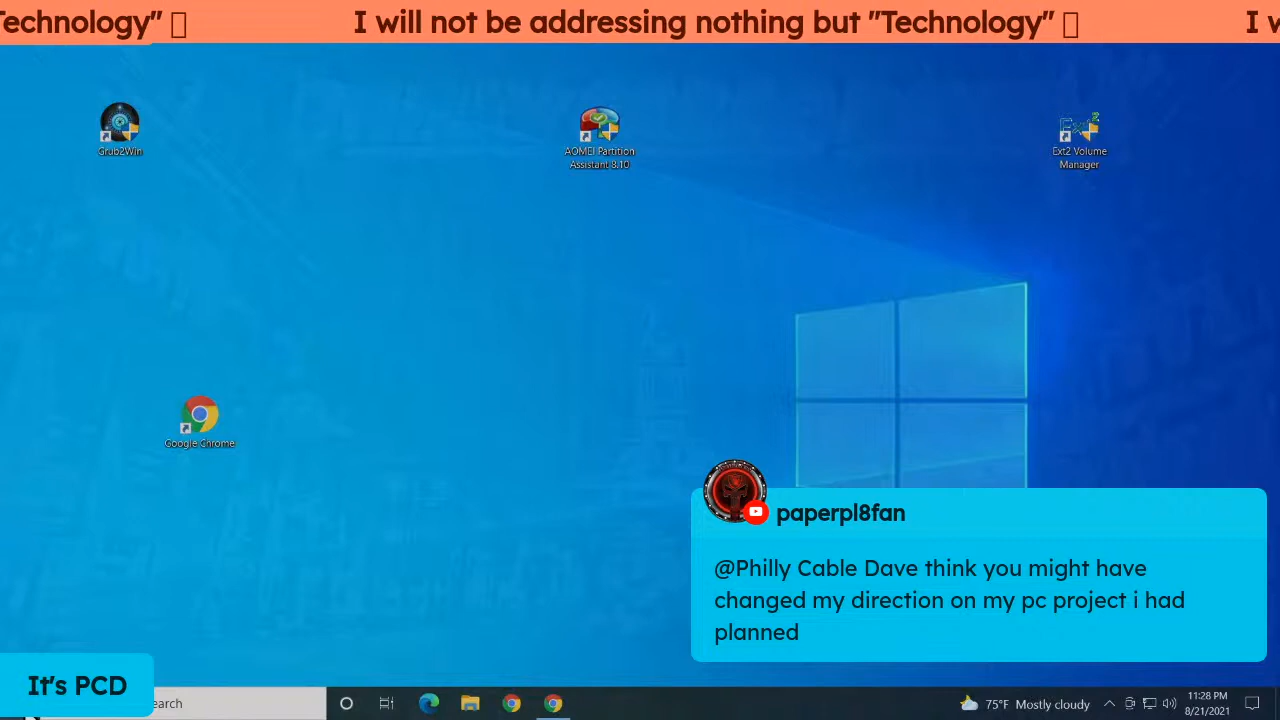 Technology" I will not be addressing nothing but "Technology" I w
Grub2Win
AOMEI Partition
Assistant 8.10
Ext2 Volume
Manager
Google Chrome
paperpl8fan
@Philly Cable Dave think you might have
changed my direction on my pc project i had
planned
It's PCD
earch
75°F Mostly cloudy
11:28 PM
8/21/2021